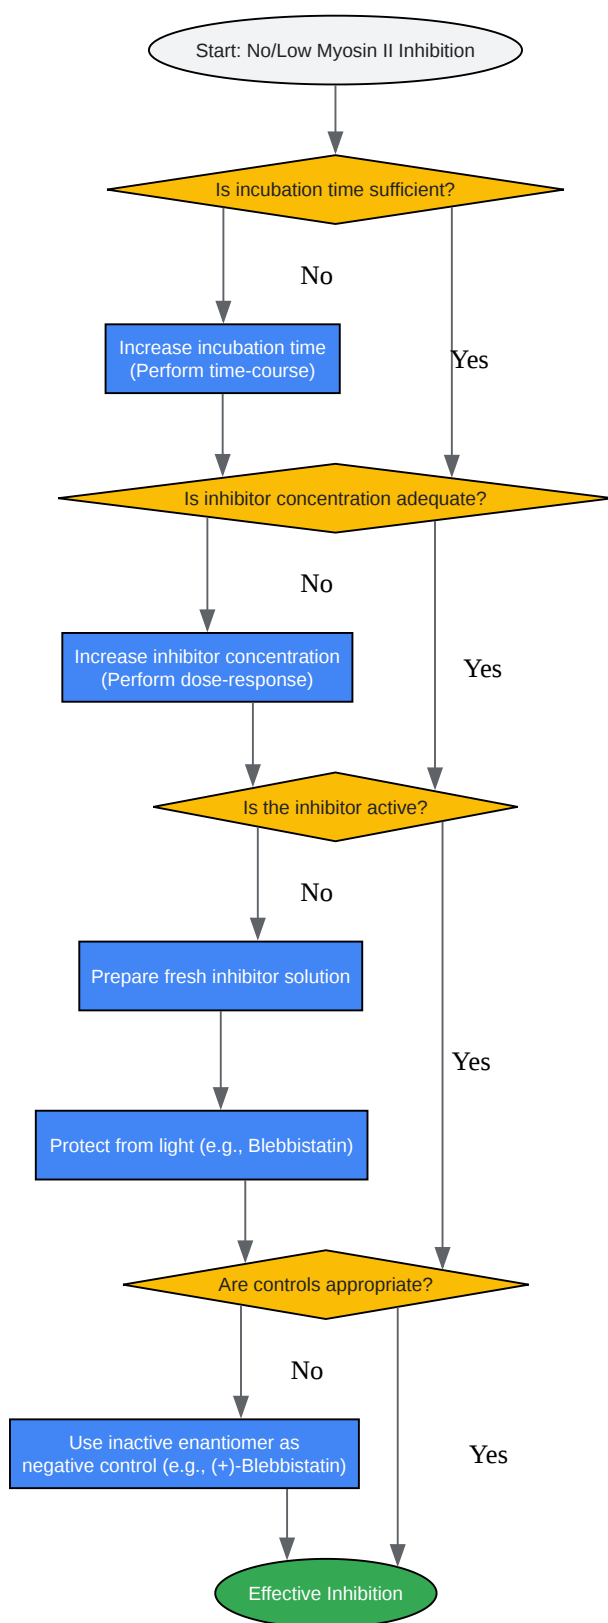 Start: No/Low Myosin II Inhibition
Is incubation time sufficient?
No
Increase incubation time
(Perform time-course)
Yes
Is inhibitor concentration adequate?
No
Increase inhibitor concentration
(Perform dose-response)
Yes
Is the inhibitor active?
No
Prepare fresh inhibitor solution
Yes
Protect from light (e.g., Blebbistatin)
Are controls appropriate?
No
Use inactive enantiomer as
negative control (e.g., (+)-Blebbistatin)
Yes
Effective Inhibition